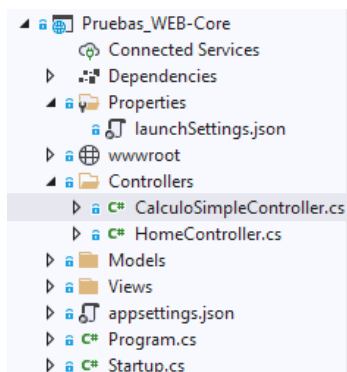 Pruebas_WEB-Core
Connected Services
Dependencies
Properties
launchSettings.json
wwwroot
Controllers
C# CalculoSimpleController.cs
C# HomeController.cs
Models
Views
appsettings.json
C# Program.cs
C# Startup.cs